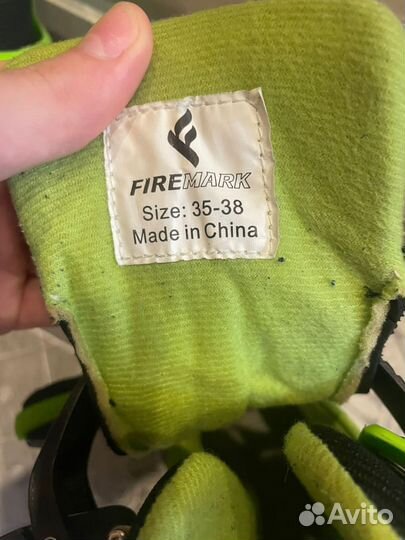 FIREMARK
Size: 35-38
Made in China
Avito